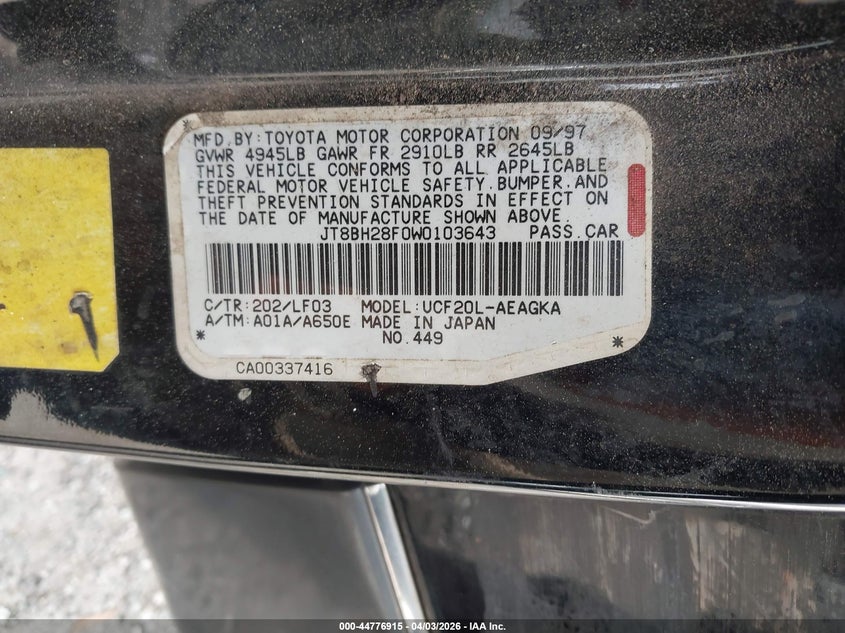 MFD.BY:TOYOTA MOTOR CORPORATION 09/97
GVWR 4945LB GAWR FR 2910LB RR 2645LB
THIS VEHICLE CONFORMS TO ALL APPLICABLE
FEDERAL MOTOR VEHICLE SAFETY.BUMPER.AND
THEFT PREVENTION STANDARDS IN EFFECT ON
THE DATE OF MANUFACTURE SHOWN ABOVE.
JT8BH28F0W0103643 PASS.CAR
C/TR:202/LF03 MODEL:UCF20L-AEAGKA
A/TM:A01A/A650E MADE IN JAPAN
* NO.449 *
CA00337416
000-44776915 - 04/03/2026 - IAA Inc.